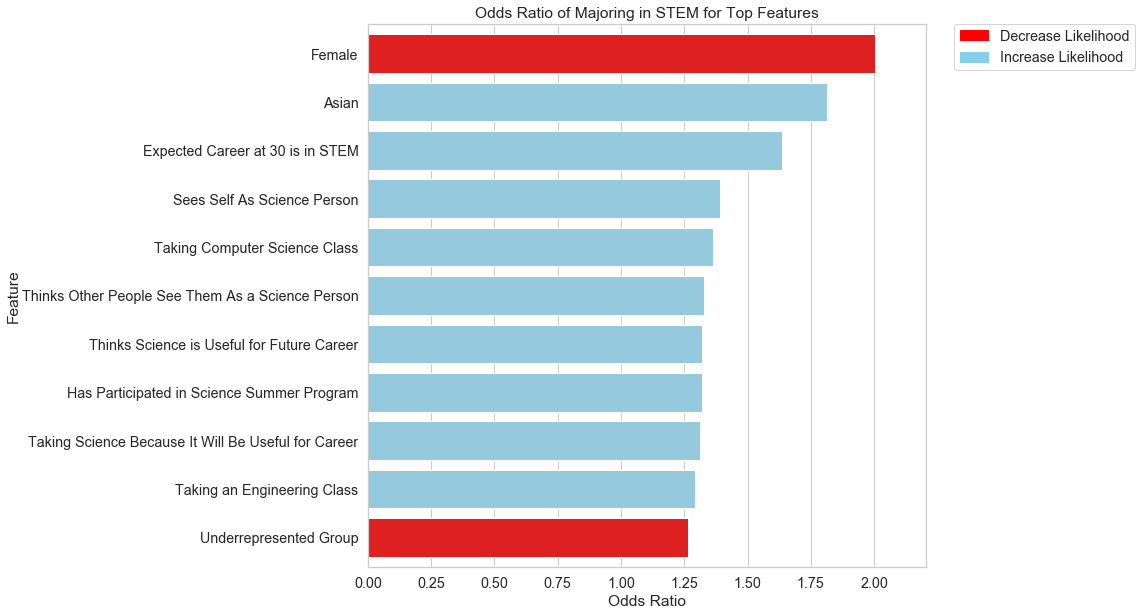 Odds Ratio of Majoring in STEM for Top Features
Decrease Likelihood
Increase Likelihood
Feature
Female
Asian
Expected Career at 30 is in STEM
Sees Self As Science Person
Taking Computer Science Class
Thinks Other People See Them As a Science Person
Thinks Science is Useful for Future Career
Has Participated in Science Summer Program
Taking Science Because It Will Be Useful for Career
Taking an Engineering Class
Underrepresented Group
0.00 0.25 0.50 0.75 1.00 1.25 1.50 1.75 2.00
Odds Ratio